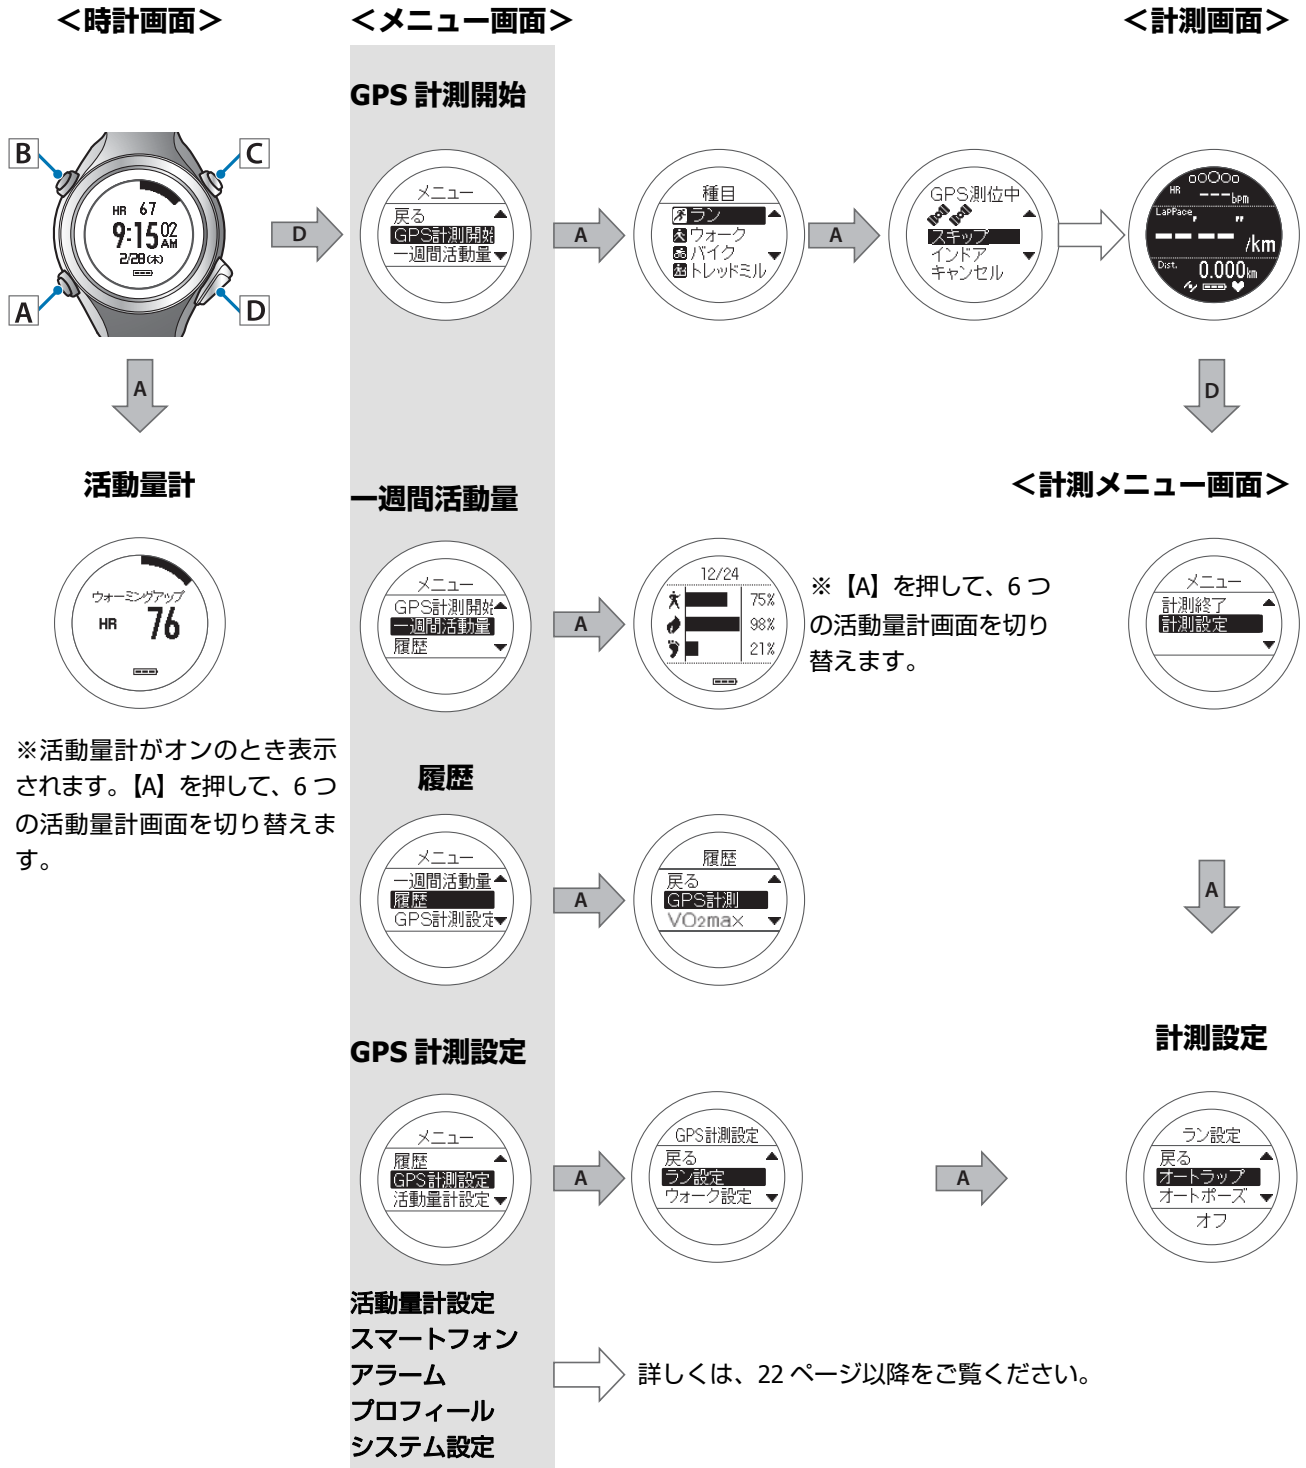 ＜時計画面＞
＜メニュー画面＞
＜計測画面＞
GPS 計測開始
B
C
A
D
HR 67
9:15 02
AM
2/28(木)
D
メニュー
戻る
GPS計測開始
一週間活動量
A
種目
ラン
ウォーク
バイク
トレッドミル
A
GPS測位中
スキップ
インドア
キャンセル
HR ---bpm
LapPace
--'--"/km
Dist. 0.000km
A
D
活動量計
ウォーミングアップ
HR 76
※活動量計がオンのとき表示
されます。【A】を押して、6 つ
の活動量計画面を切り替えま
す。
一週間活動量
メニュー
GPS計測開始
一週間活動量
履歴
A
12/24
75%
98%
21%
※【A】を押して、6 つ
の活動量計画面を切り
替えます。
＜計測メニュー画面＞
メニュー
計測終了
計測設定
履歴
メニュー
一週間活動量
履歴
GPS計測設定
A
履歴
戻る
GPS計測
VO2max
A
GPS 計測設定
メニュー
履歴
GPS計測設定
活動量計設定
A
GPS計測設定
戻る
ラン設定
ウォーク設定
A
計測設定
ラン設定
戻る
オートラップ
オートポーズ
オフ
活動量計設定
スマートフォン
アラーム
プロフィール
システム設定
詳しくは、22 ページ以降をご覧ください。